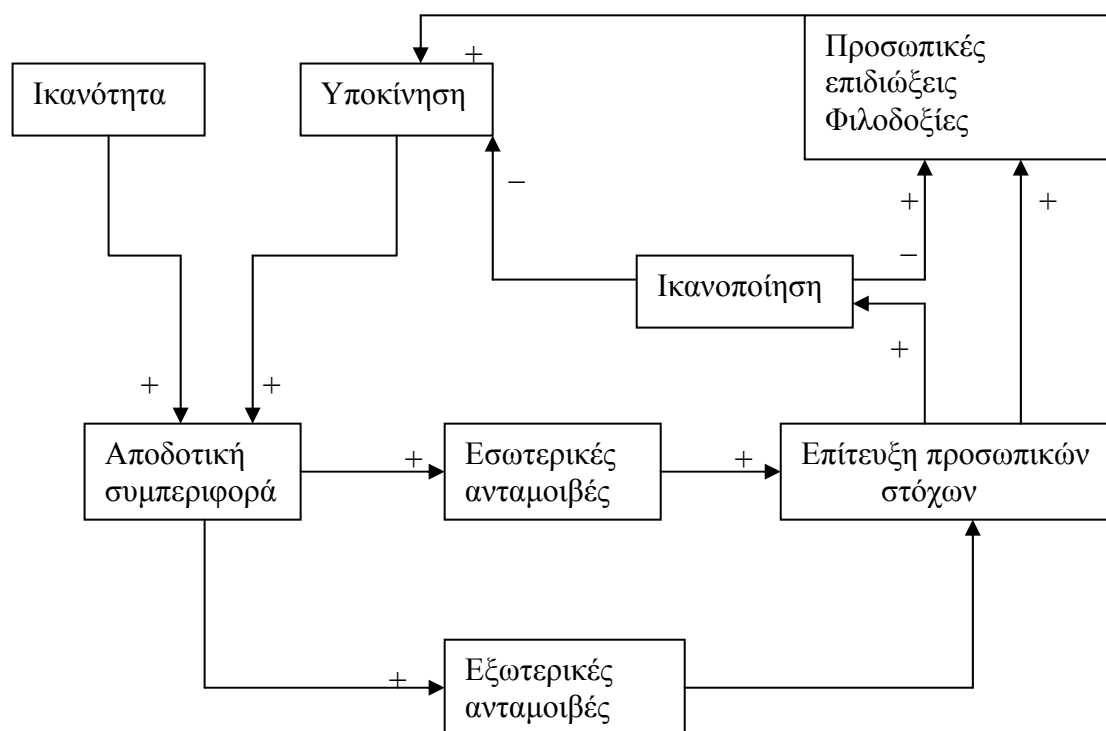 Προσωπικές
επιδιώξεις
Φιλοδοξίες
+
Ικανότητα
Υποκίνηση
–
+
+
–
Ικανοποίηση
+
+
+
Αποδοτική
συμπεριφορά
+
Εσωτερικές
ανταμοιβές
+
Επίτευξη προσωπικών
στόχων
+
Εξωτερικές
ανταμοιβές